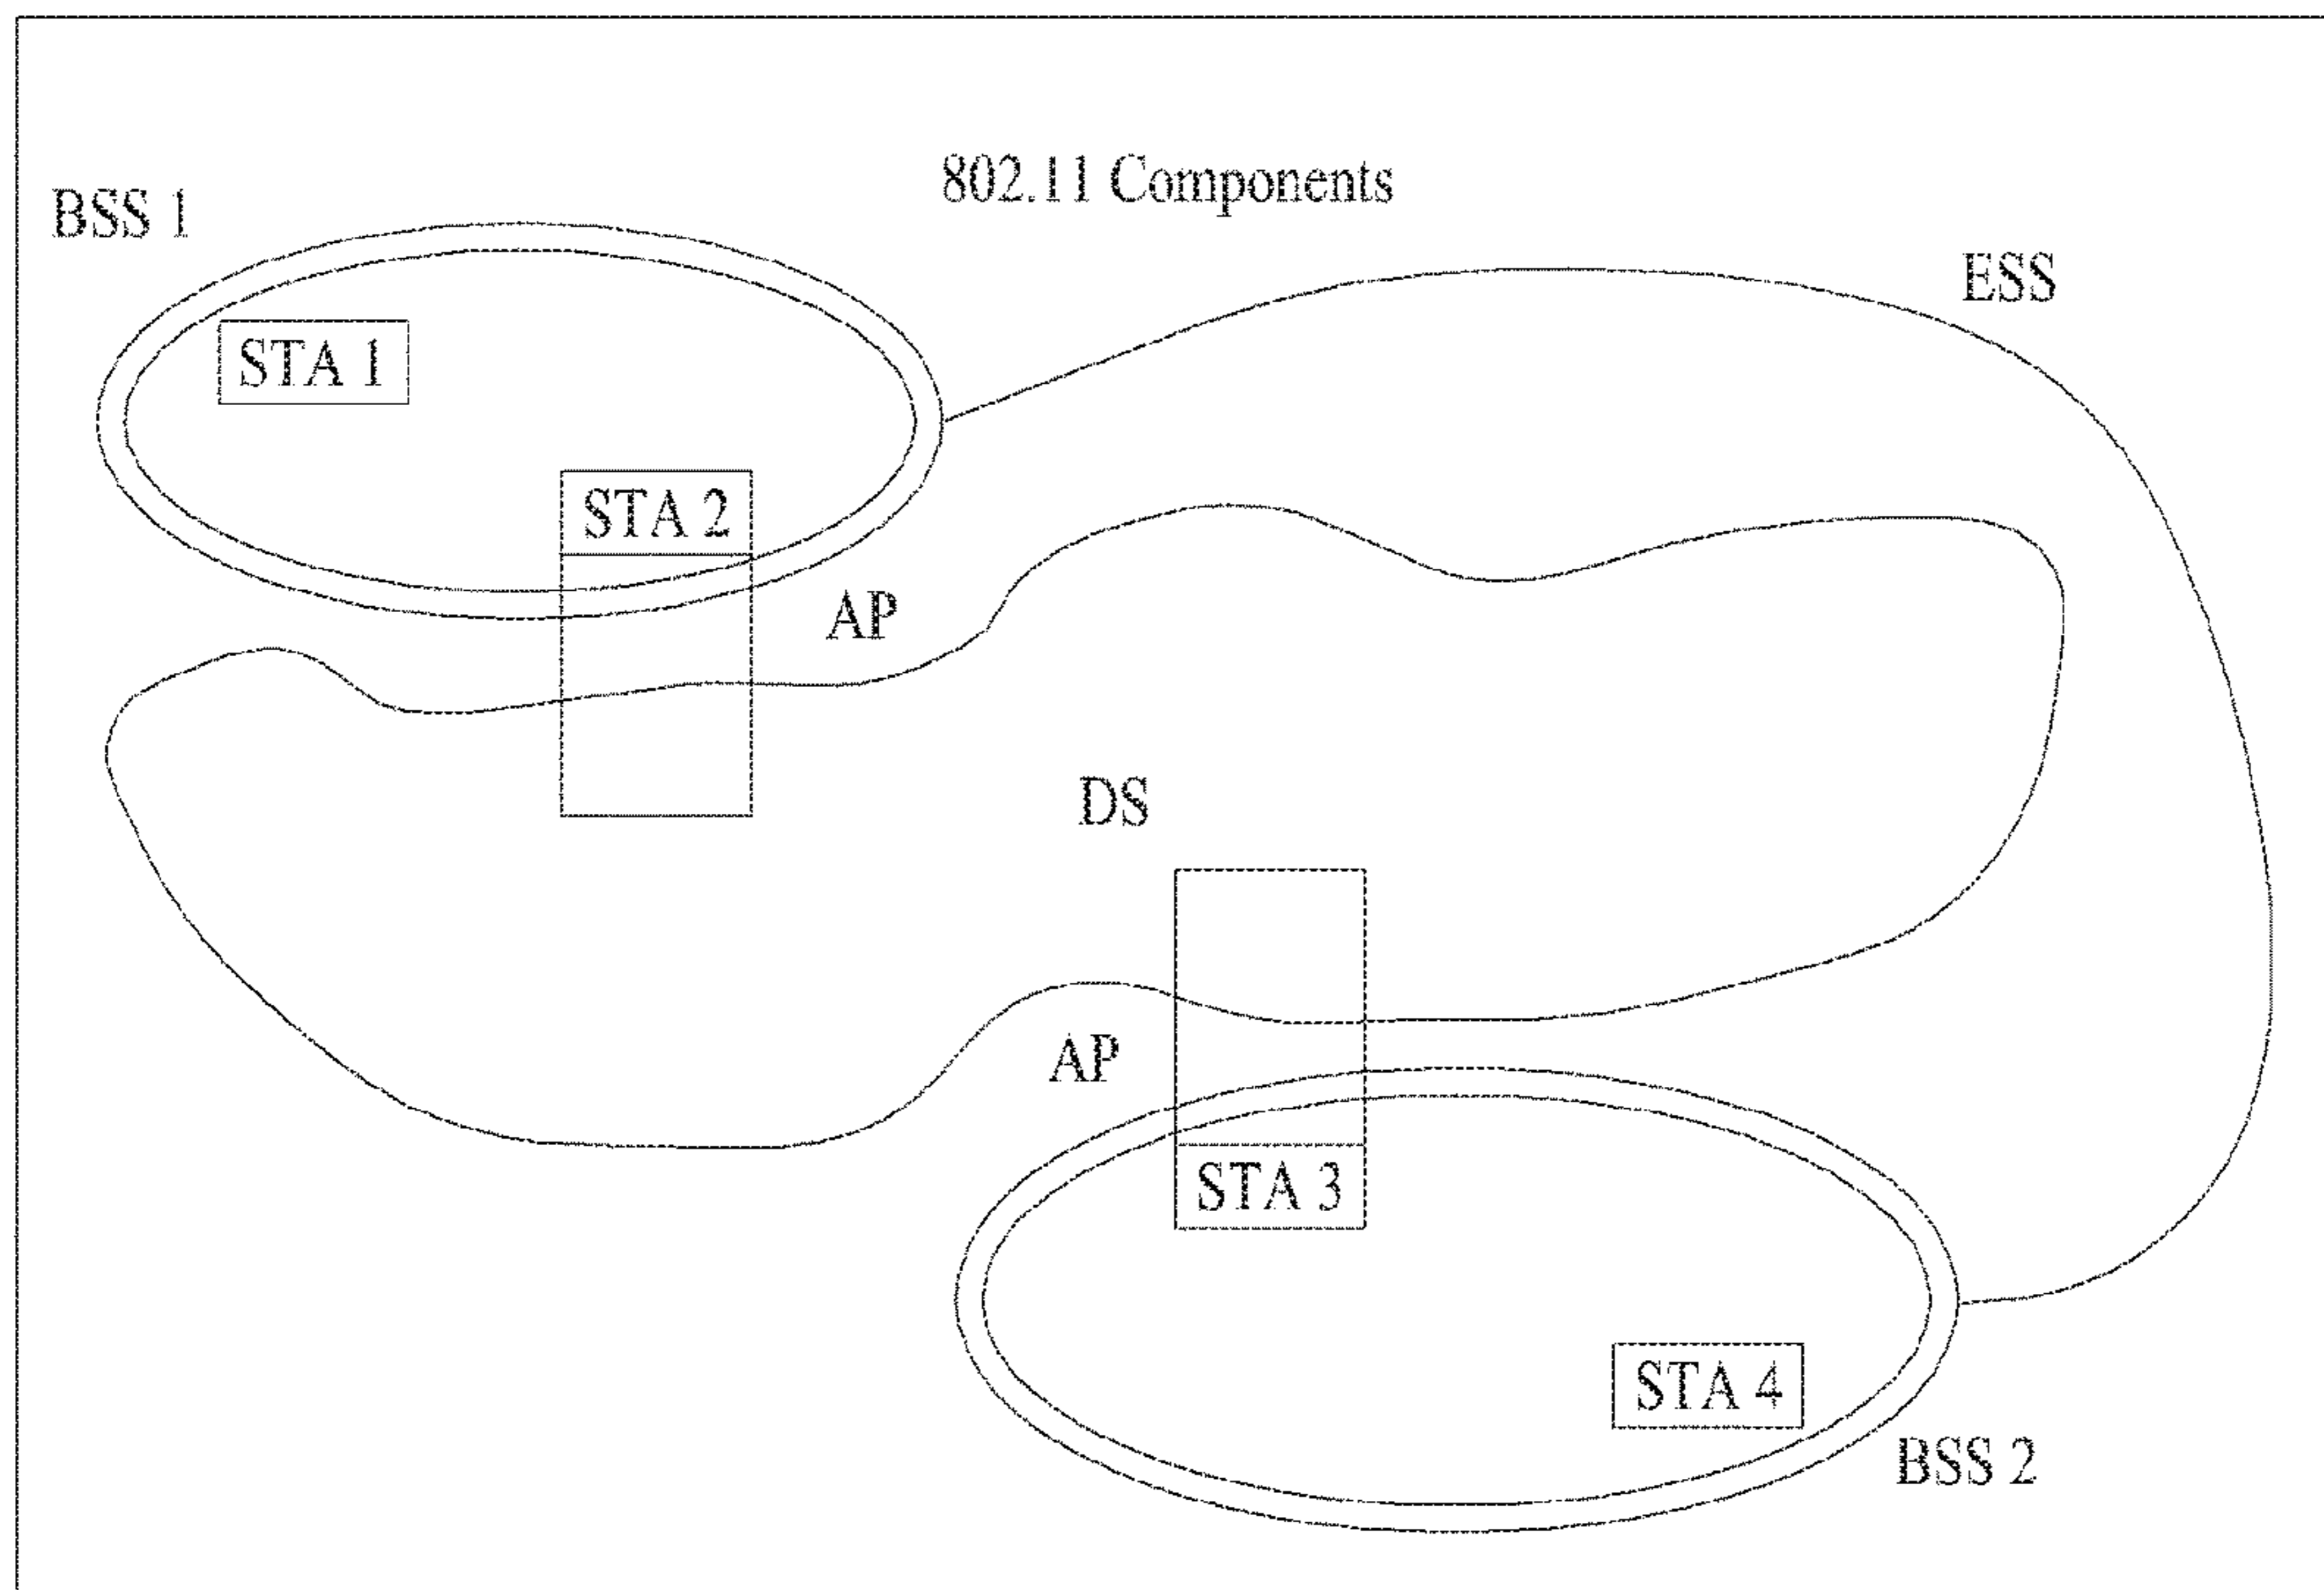 802.11 Components
BSS 1
ESS
STA 1
STA 2
AP
DS
AP
STA 3
STA 4
BSS 2